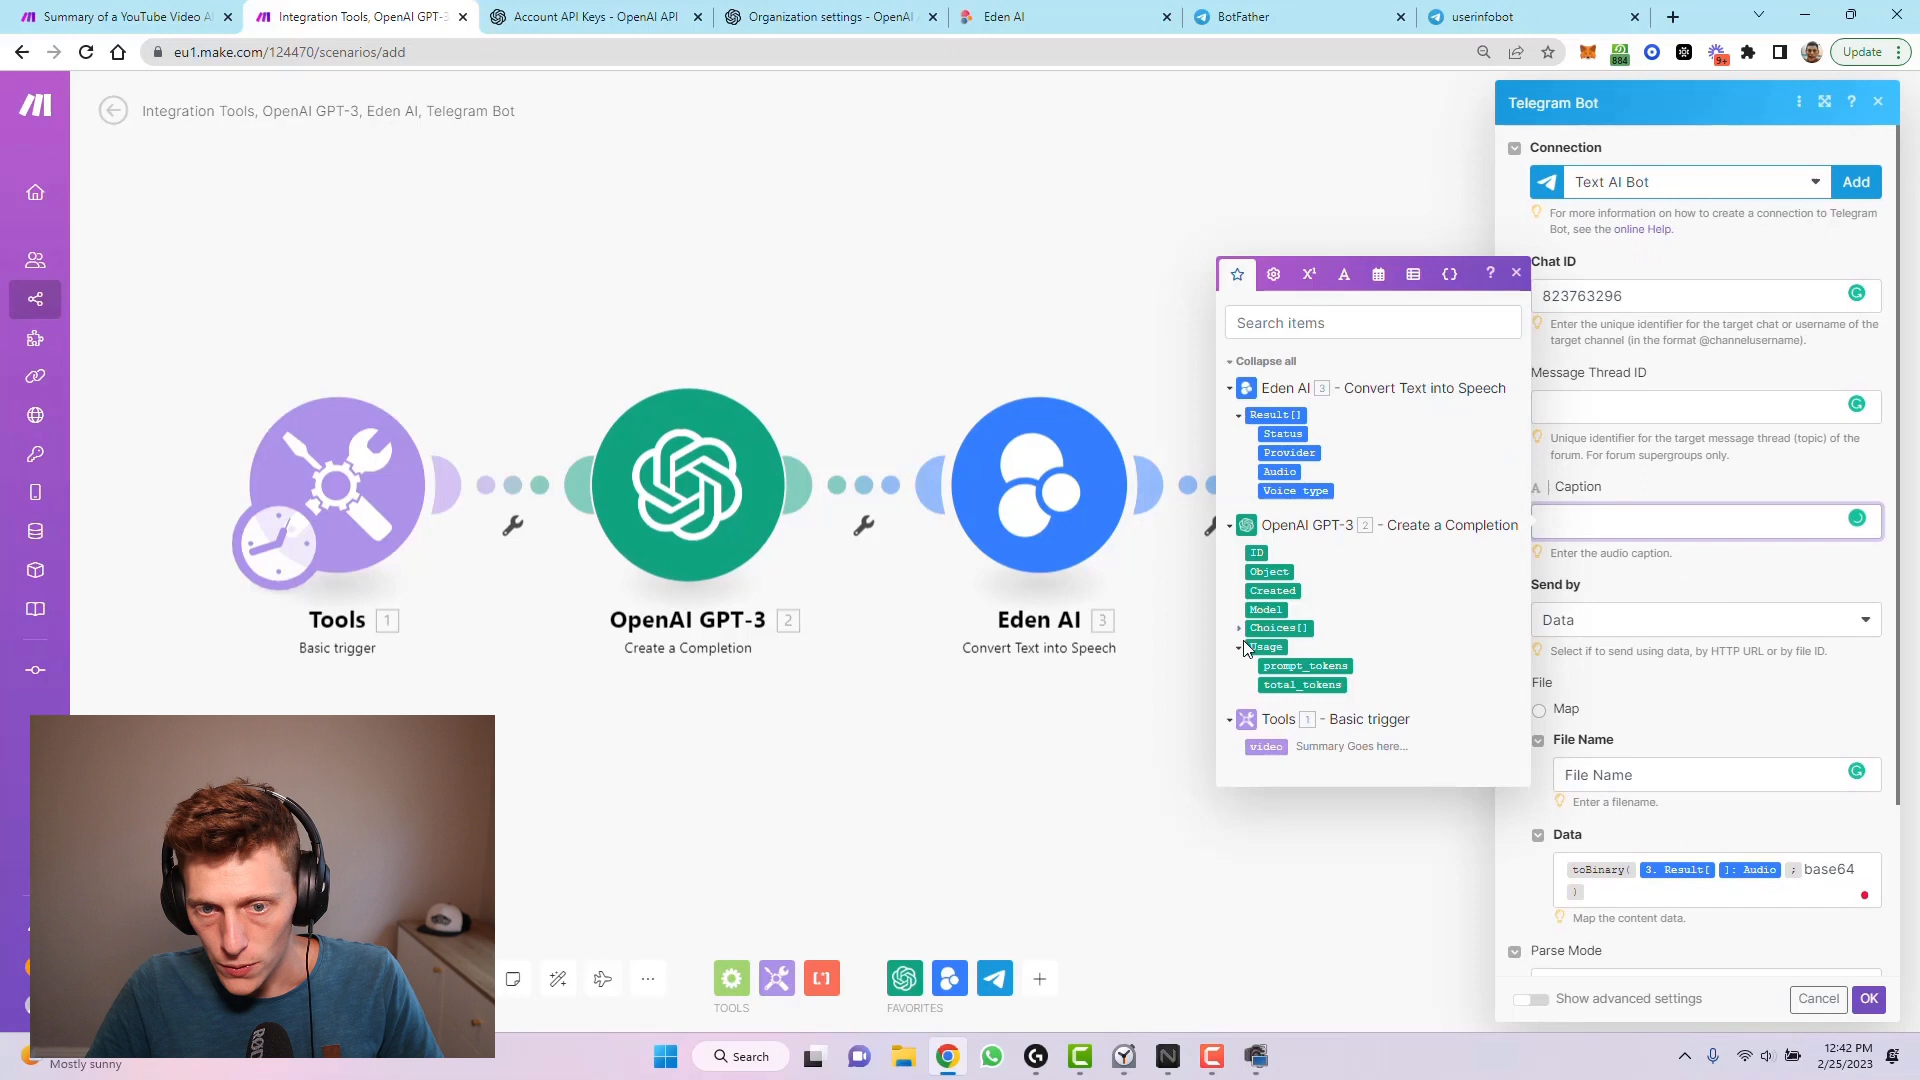 Summary of a YouTube Video A
Integration Tools, OpenAI GPT-3
Account API Keys - OpenAI API
Organization settings - OpenAI
Eden AI
BotFather
userinfobot
eu1.make.com/124470/scenarios/add
884
9+
Update
Integration Tools, OpenAI GPT-3, Eden AI, Telegram Bot
Tools 1
Basic trigger
OpenAI GPT-3 2
Create a Completion
Eden AI 3
Convert Text into Speech
Search items
Collapse all
Eden AI 3 - Convert Text into Speech
Result[]
Status
Provider
Audio
Voice type
OpenAI GPT-3 2 - Create a Completion
ID
Object
Created
Model
Choices[]
Usage
prompt_tokens
total_tokens
Tools 1 - Basic trigger
video Summary Goes here...
Telegram Bot
Connection
Text AI Bot
Add
For more information on how to create a connection to Telegram
Bot, see the online Help.
Chat ID
823763296
Enter the unique identifier for the target chat or username of the
target channel (in the format @channelusername).
Message Thread ID
Unique identifier for the target message thread (topic) of the
forum. For forum supergroups only.
A | Caption
Enter the audio caption.
Send by
Data
Select if to send using data, by HTTP URL or by file ID.
File
Map
File Name
File Name
Enter a filename.
Data
toBinary( 3. Result[ ]: Audio ; base64
)
Map the content data.
Parse Mode
Show advanced settings
Cancel
OK
TOOLS
FAVORITES
Mostly sunny
Search
12:42 PM
2/25/2023